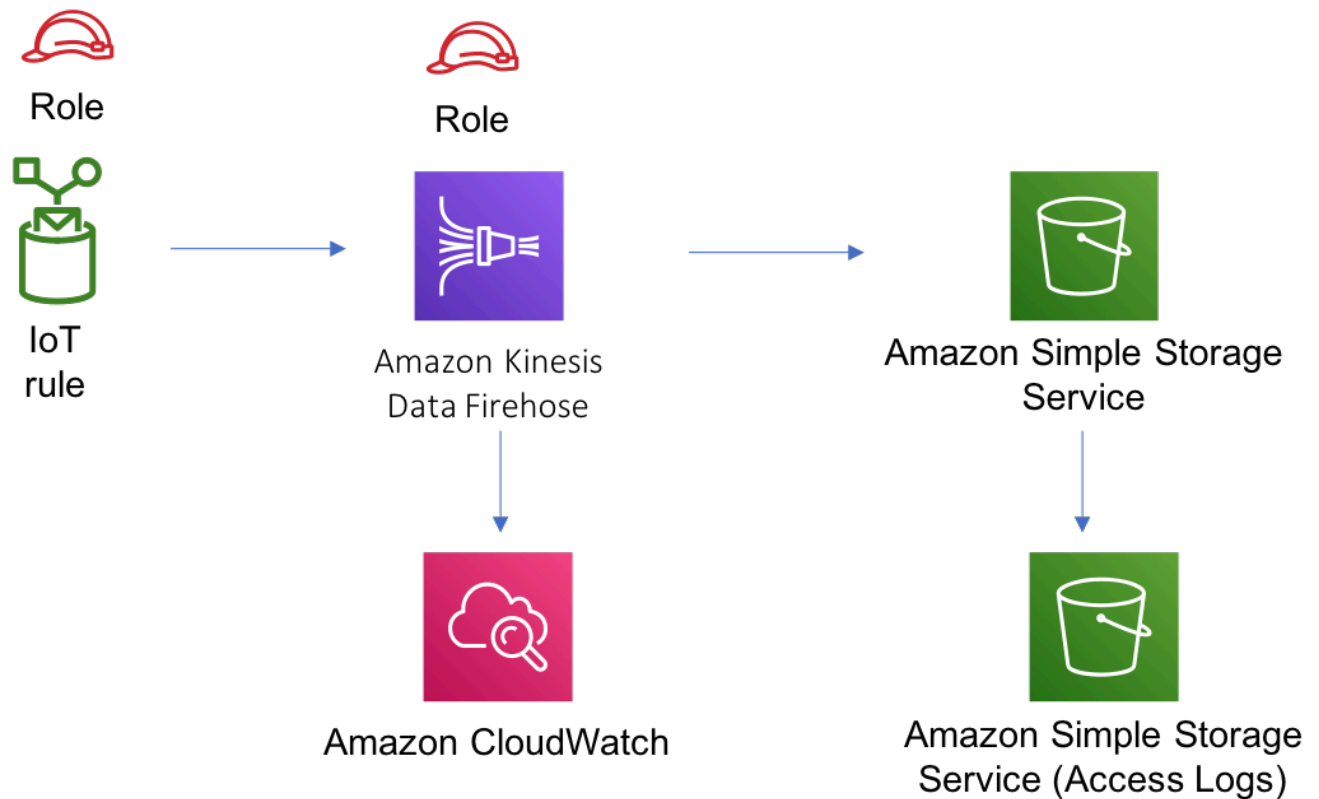 Role
Role
IoT
rule
Amazon Kinesis
Data Firehose
Amazon Simple Storage
Service
Amazon CloudWatch
Amazon Simple Storage
Service (Access Logs)